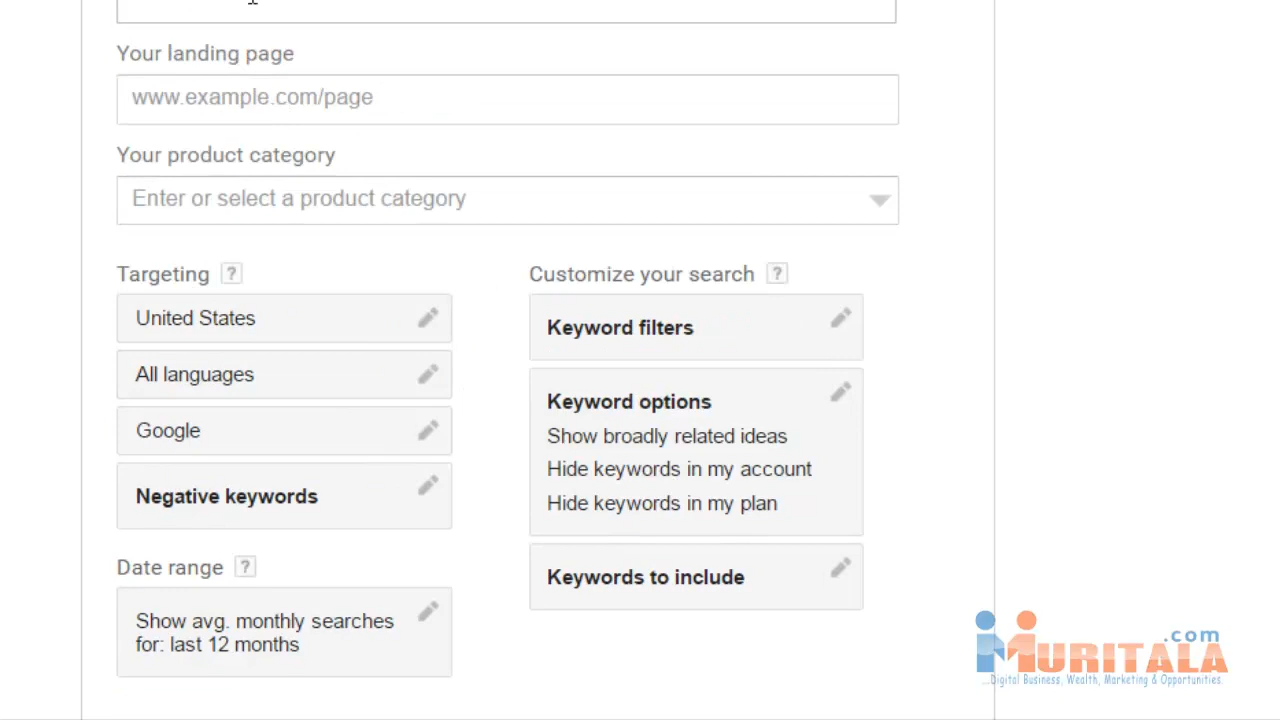 Your landing page
www.example.com/page
Your product category
Enter or select a product category
Targeting ?
United States
All languages
Google
Negative keywords
Date range ?
Show avg. monthly searches
for: last 12 months
Customize your search ?
Keyword filters
Keyword options
Show broadly related ideas
Hide keywords in my account
Hide keywords in my plan
Keywords to include
.com
MURITALA
...Digital Business, Wealth, Marketing & Opportunities